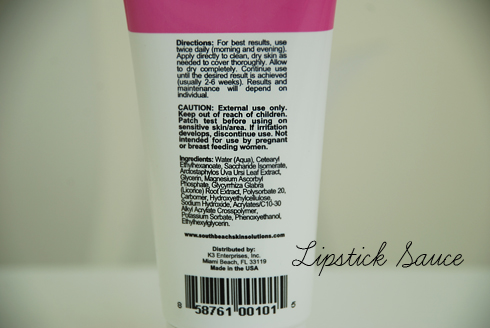 Directions: For best results, use
twice daily (morning and evening).
Apply directly to clean, dry skin as
needed to cover thoroughly. Allow
to dry completely. Continue use
until the desired result is achieved
(usually 2-6 weeks). Results and
maintenance will depend on
individual.
CAUTION: External use only.
Keep out of reach of children.
Patch test before using on
sensitive skin/area. If irritation
develops, discontinue use. Not
intended for use by pregnant
or breast feeding women.
Ingredients: Water (Aqua), Cetearyl
Ethylhexanoate, Saccharide Isomerate,
Arctostaphylos Uva Ursi Leaf Extract,
Glycerin, Magnesium Ascorbyl
Phosphate, Glycyrrhiza Glabra
(Licorice) Root Extract, Polysorbate 20,
Carbomer, Hydroxyethylcellulose,
Sodium Hydroxide, Acrylates/C10-30
Alkyl Acrylate Crosspolymer,
Potassium Sorbate, Phenoxyethanol,
Ethylhexylglycerin.
www.southbeachskinsolutions.com
Distributed by:
K3 Enterprises, Inc.
Miami Beach, FL 33119
Made in the USA
8 58761 00101 6
Lipstick Sauce